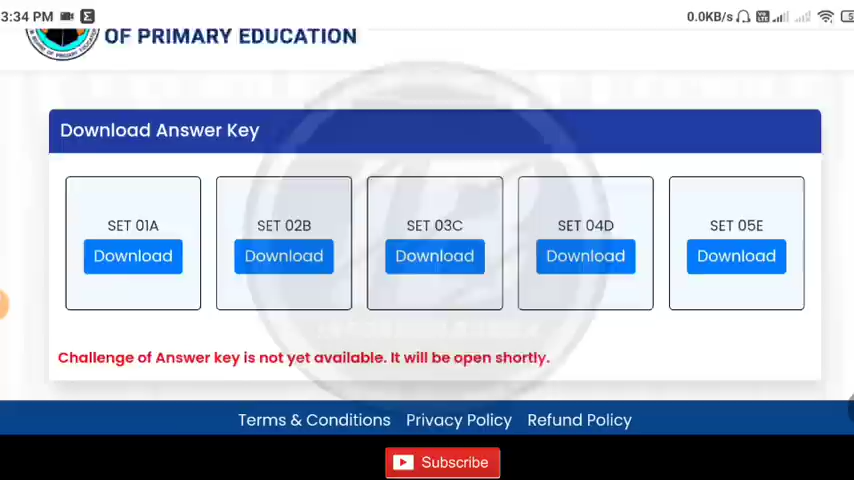 3:34 PM
0.0KB/s
OF PRIMARY EDUCATION
Download Answer Key
SET 01A SET 02B SET 03C SET 04D SET 05E
Download Download Download Download Download
Challenge of Answer key is not yet available. It will be open shortly.
Terms & Conditions Privacy Policy Refund Policy
Subscribe